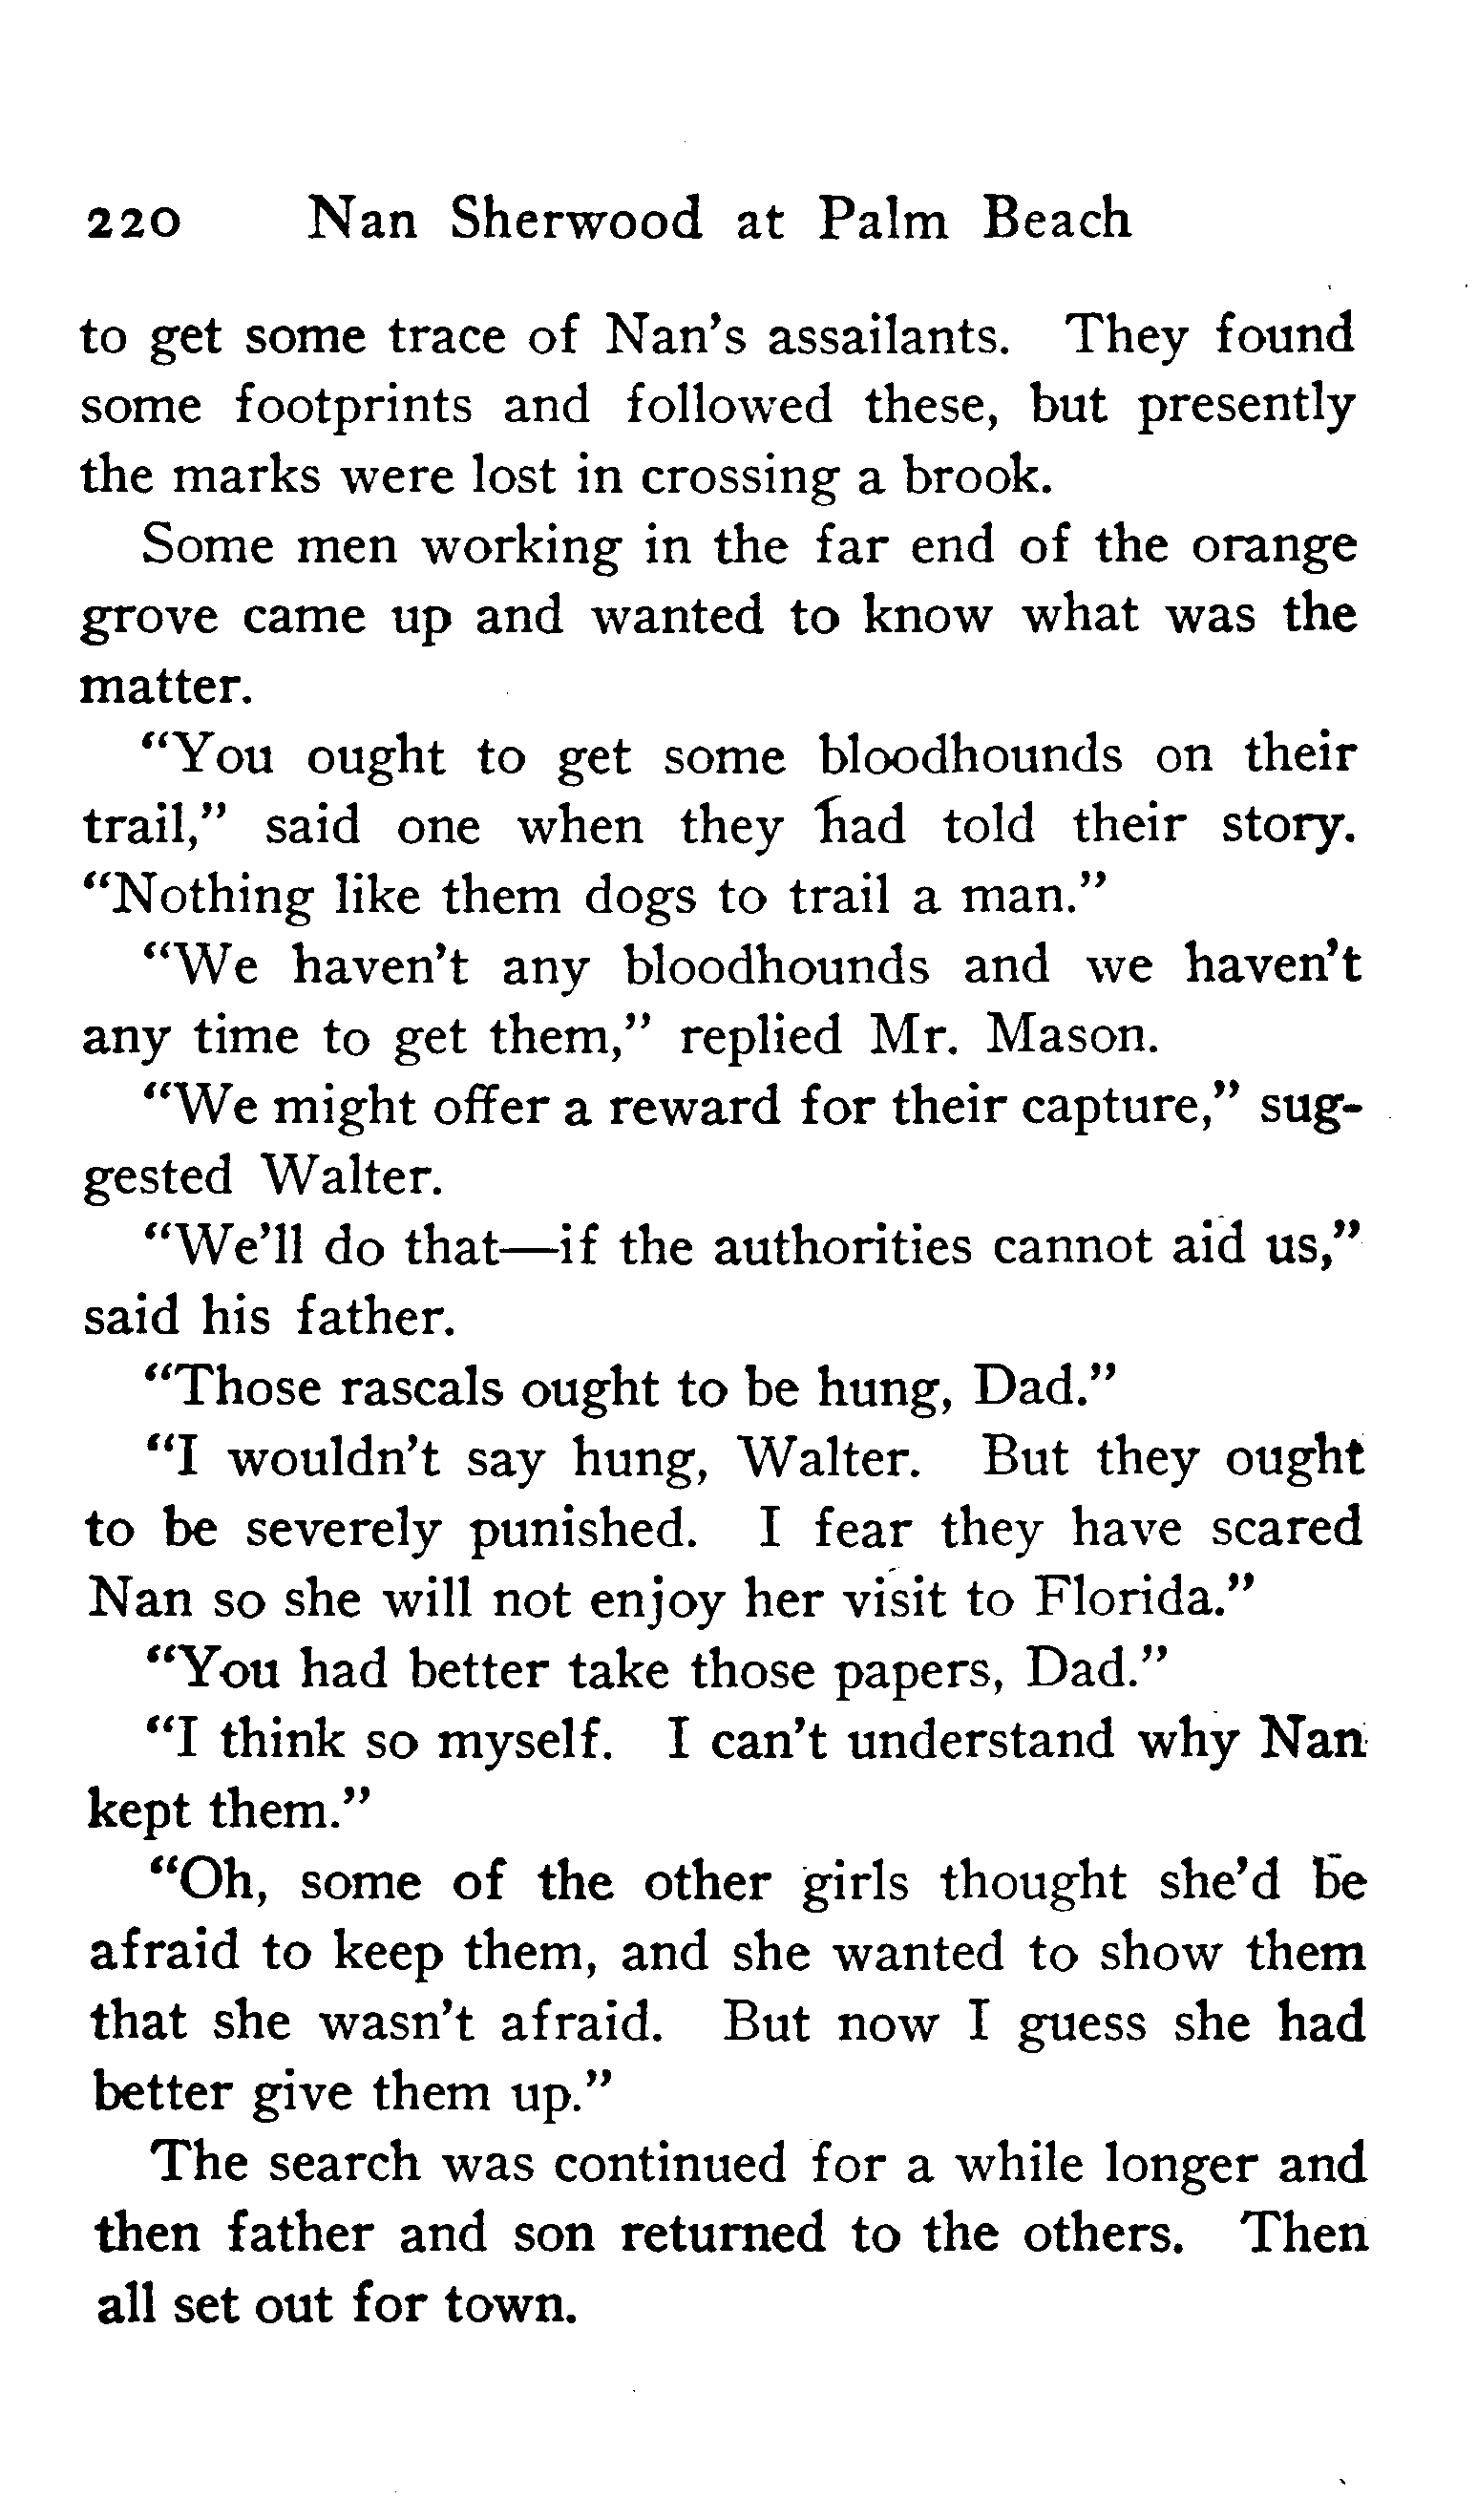 220 Nan Sherwood at Palm Beach
to get some trace of Nan's assailants. They found
some footprints and followed these, but presently
the marks were lost in crossing a brook.
Some men working in the far end of the orange
grove came up and wanted to know what was the
matter.
"You ought to get some bloodhounds on their
trail," said one when they had told their story.
"Nothing like them dogs to trail a man."
"We haven't any bloodhounds and we haven't
any time to get them," replied Mr. Mason.
"We might offer a reward for their capture," sug-
gested Walter.
"We'll do that—if the authorities cannot aid us,"
said his father.
"Those rascals ought to be hung, Dad."
"I wouldn't say hung, Walter. But they ought
to be severely punished. I fear they have scared
Nan so she will not enjoy her visit to Florida."
"You had better take those papers, Dad."
"I think so myself. I can't understand why Nan
kept them."
"Oh, some of the other girls thought she'd be
afraid to keep them, and she wanted to show them
that she wasn't afraid. But now I guess she had
better give them up."
The search was continued for a while longer and
then father and son returned to the others. Then
all set out for town.